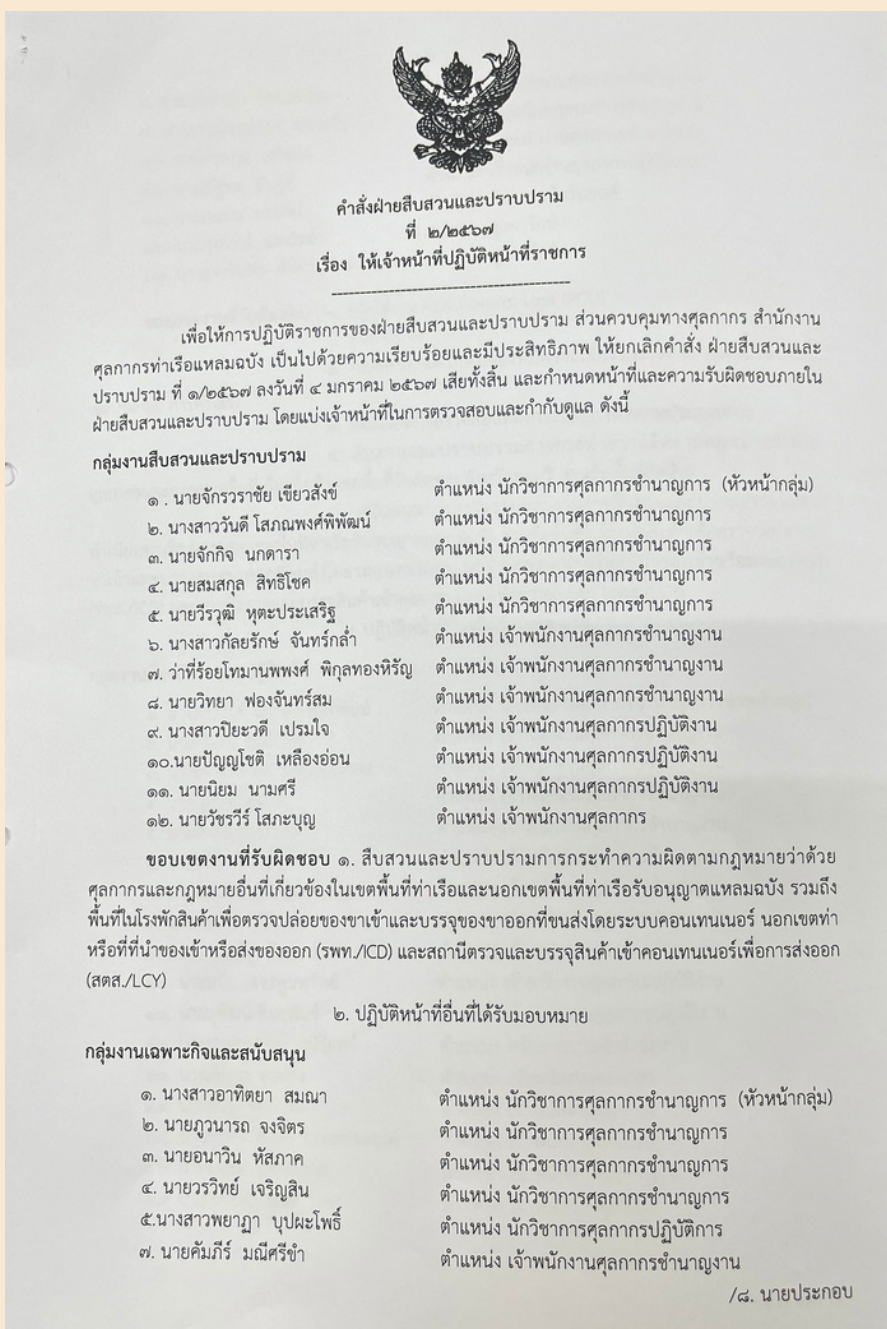 คำสั่งฝ่ายสืบสวนและปราบปราม
ที่ ๒/๒๕๖๗
เรื่อง ให้เจ้าหน้าที่ปฏิบัติหน้าที่ราชการ
เพื่อให้การปฏิบัติราชการของฝ่ายสืบสวนและปราบปราม ส่วนควบคุมทางศุลกากร สำนักงาน
ศุลกากรท่าเรือแหลมฉบัง เป็นไปด้วยความเรียบร้อยและมีประสิทธิภาพ ให้ยกเลิกคำสั่ง ฝ่ายสืบสวนและ
ปราบปราม ที่ ๑/๒๕๖๗ ลงวันที่ ๔ มกราคม ๒๕๖๗ เสียทั้งสิ้น และกำหนดหน้าที่และความรับผิดชอบภายใน
ฝ่ายสืบสวนและปราบปราม โดยแบ่งเจ้าหน้าที่ในการตรวจสอบและกำกับดูแล ดังนี้
กลุ่มงานสืบสวนและปราบปราม
๑ . นายจักรวราชัย เขียวสังข์ ตำแหน่ง นักวิชาการศุลกากรชำนาญการ (หัวหน้ากลุ่ม)
๒. นางสาววันดี โสภณพงศ์พิพัฒน์ ตำแหน่ง นักวิชาการศุลกากรชำนาญการ
๓. นายจักกิจ นกดารา ตำแหน่ง นักวิชาการศุลกากรชำนาญการ
๔. นายสมสกุล สิทธิโชค ตำแหน่ง นักวิชาการศุลกากรชำนาญการ
๕. นายวีรวุฒิ หุตะประเสริฐ ตำแหน่ง นักวิชาการศุลกากรชำนาญการ
๖. นางสาวกัลยรักษ์ จันทร์กล่ำ ตำแหน่ง เจ้าพนักงานศุลกากรชำนาญงาน
๗. ว่าที่ร้อยโทมานพพงศ์ พิกุลทองหิรัญ ตำแหน่ง เจ้าพนักงานศุลกากรชำนาญงาน
๘. นายวิทยา ฟองจันทร์สม ตำแหน่ง เจ้าพนักงานศุลกากรชำนาญงาน
๙. นางสาวปิยะวดี เปรมใจ ตำแหน่ง เจ้าพนักงานศุลกากรปฏิบัติงาน
๑๐.นายปัญญโชติ เหลืองอ่อน ตำแหน่ง เจ้าพนักงานศุลกากรปฏิบัติงาน
๑๑. นายนิยม นามศรี ตำแหน่ง เจ้าพนักงานศุลกากรปฏิบัติงาน
๑๒. นายวัชรวีร์ โสภะบุญ ตำแหน่ง เจ้าพนักงานศุลกากร
ขอบเขตงานที่รับผิดชอบ ๑. สืบสวนและปราบปรามการกระทำความผิดตามกฎหมายว่าด้วย
ศุลกากรและกฎหมายอื่นที่เกี่ยวข้องในเขตพื้นที่ท่าเรือและนอกเขตพื้นที่ท่าเรือรับอนุญาตแหลมฉบัง รวมถึง
พื้นที่ในโรงพักสินค้าเพื่อตรวจปล่อยของขาเข้าและบรรจุของขาออกที่ขนส่งโดยระบบคอนเทนเนอร์ นอกเขตท่า
หรือที่ที่นำของเข้าหรือส่งของออก (รพท./ICD) และสถานีตรวจและบรรจุสินค้าเข้าคอนเทนเนอร์เพื่อการส่งออก
(สตส./LCY)
๒. ปฏิบัติหน้าที่อื่นที่ได้รับมอบหมาย
กลุ่มงานเฉพาะกิจและสนับสนุน
๑. นางสาวอาทิตยา สมณา ตำแหน่ง นักวิชาการศุลกากรชำนาญการ (หัวหน้ากลุ่ม)
๒. นายภูวนารถ จงจิตร ตำแหน่ง นักวิชาการศุลกากรชำนาญการ
๓. นายอนาวิน หัสภาค ตำแหน่ง นักวิชาการศุลกากรชำนาญการ
๔. นายวรวิทย์ เจริญสิน ตำแหน่ง นักวิชาการศุลกากรชำนาญการ
๕.นางสาวพยาฎา บุปผะโพธิ์ ตำแหน่ง นักวิชาการศุลกากรปฏิบัติการ
๗. นายคัมภีร์ มณีศรีขำ ตำแหน่ง เจ้าพนักงานศุลกากรชำนาญงาน
/๘. นายประกอบ